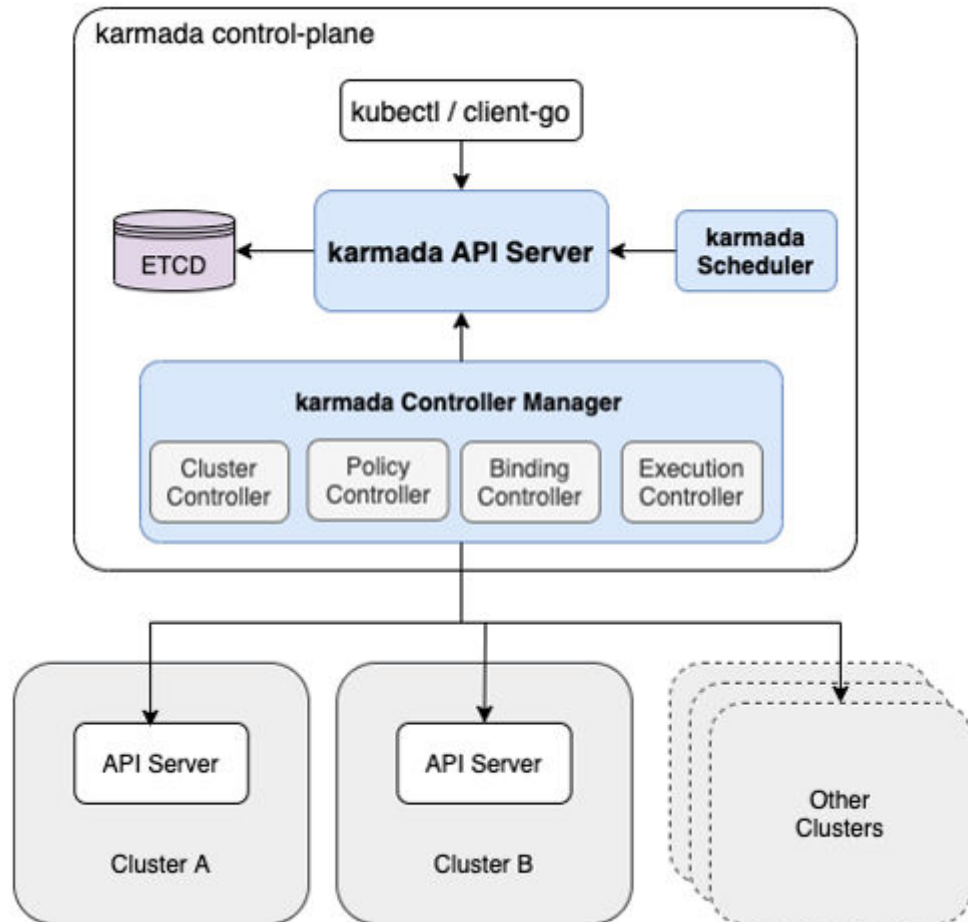 karmada control-plane
kubectl / client-go
ETCD
karmada API Server
karmada
Scheduler
karmada Controller Manager
Cluster
Controller
Policy
Controller
Binding
Controller
Execution
Controller
API Server
Cluster A
API Server
Cluster B
Other
Clusters